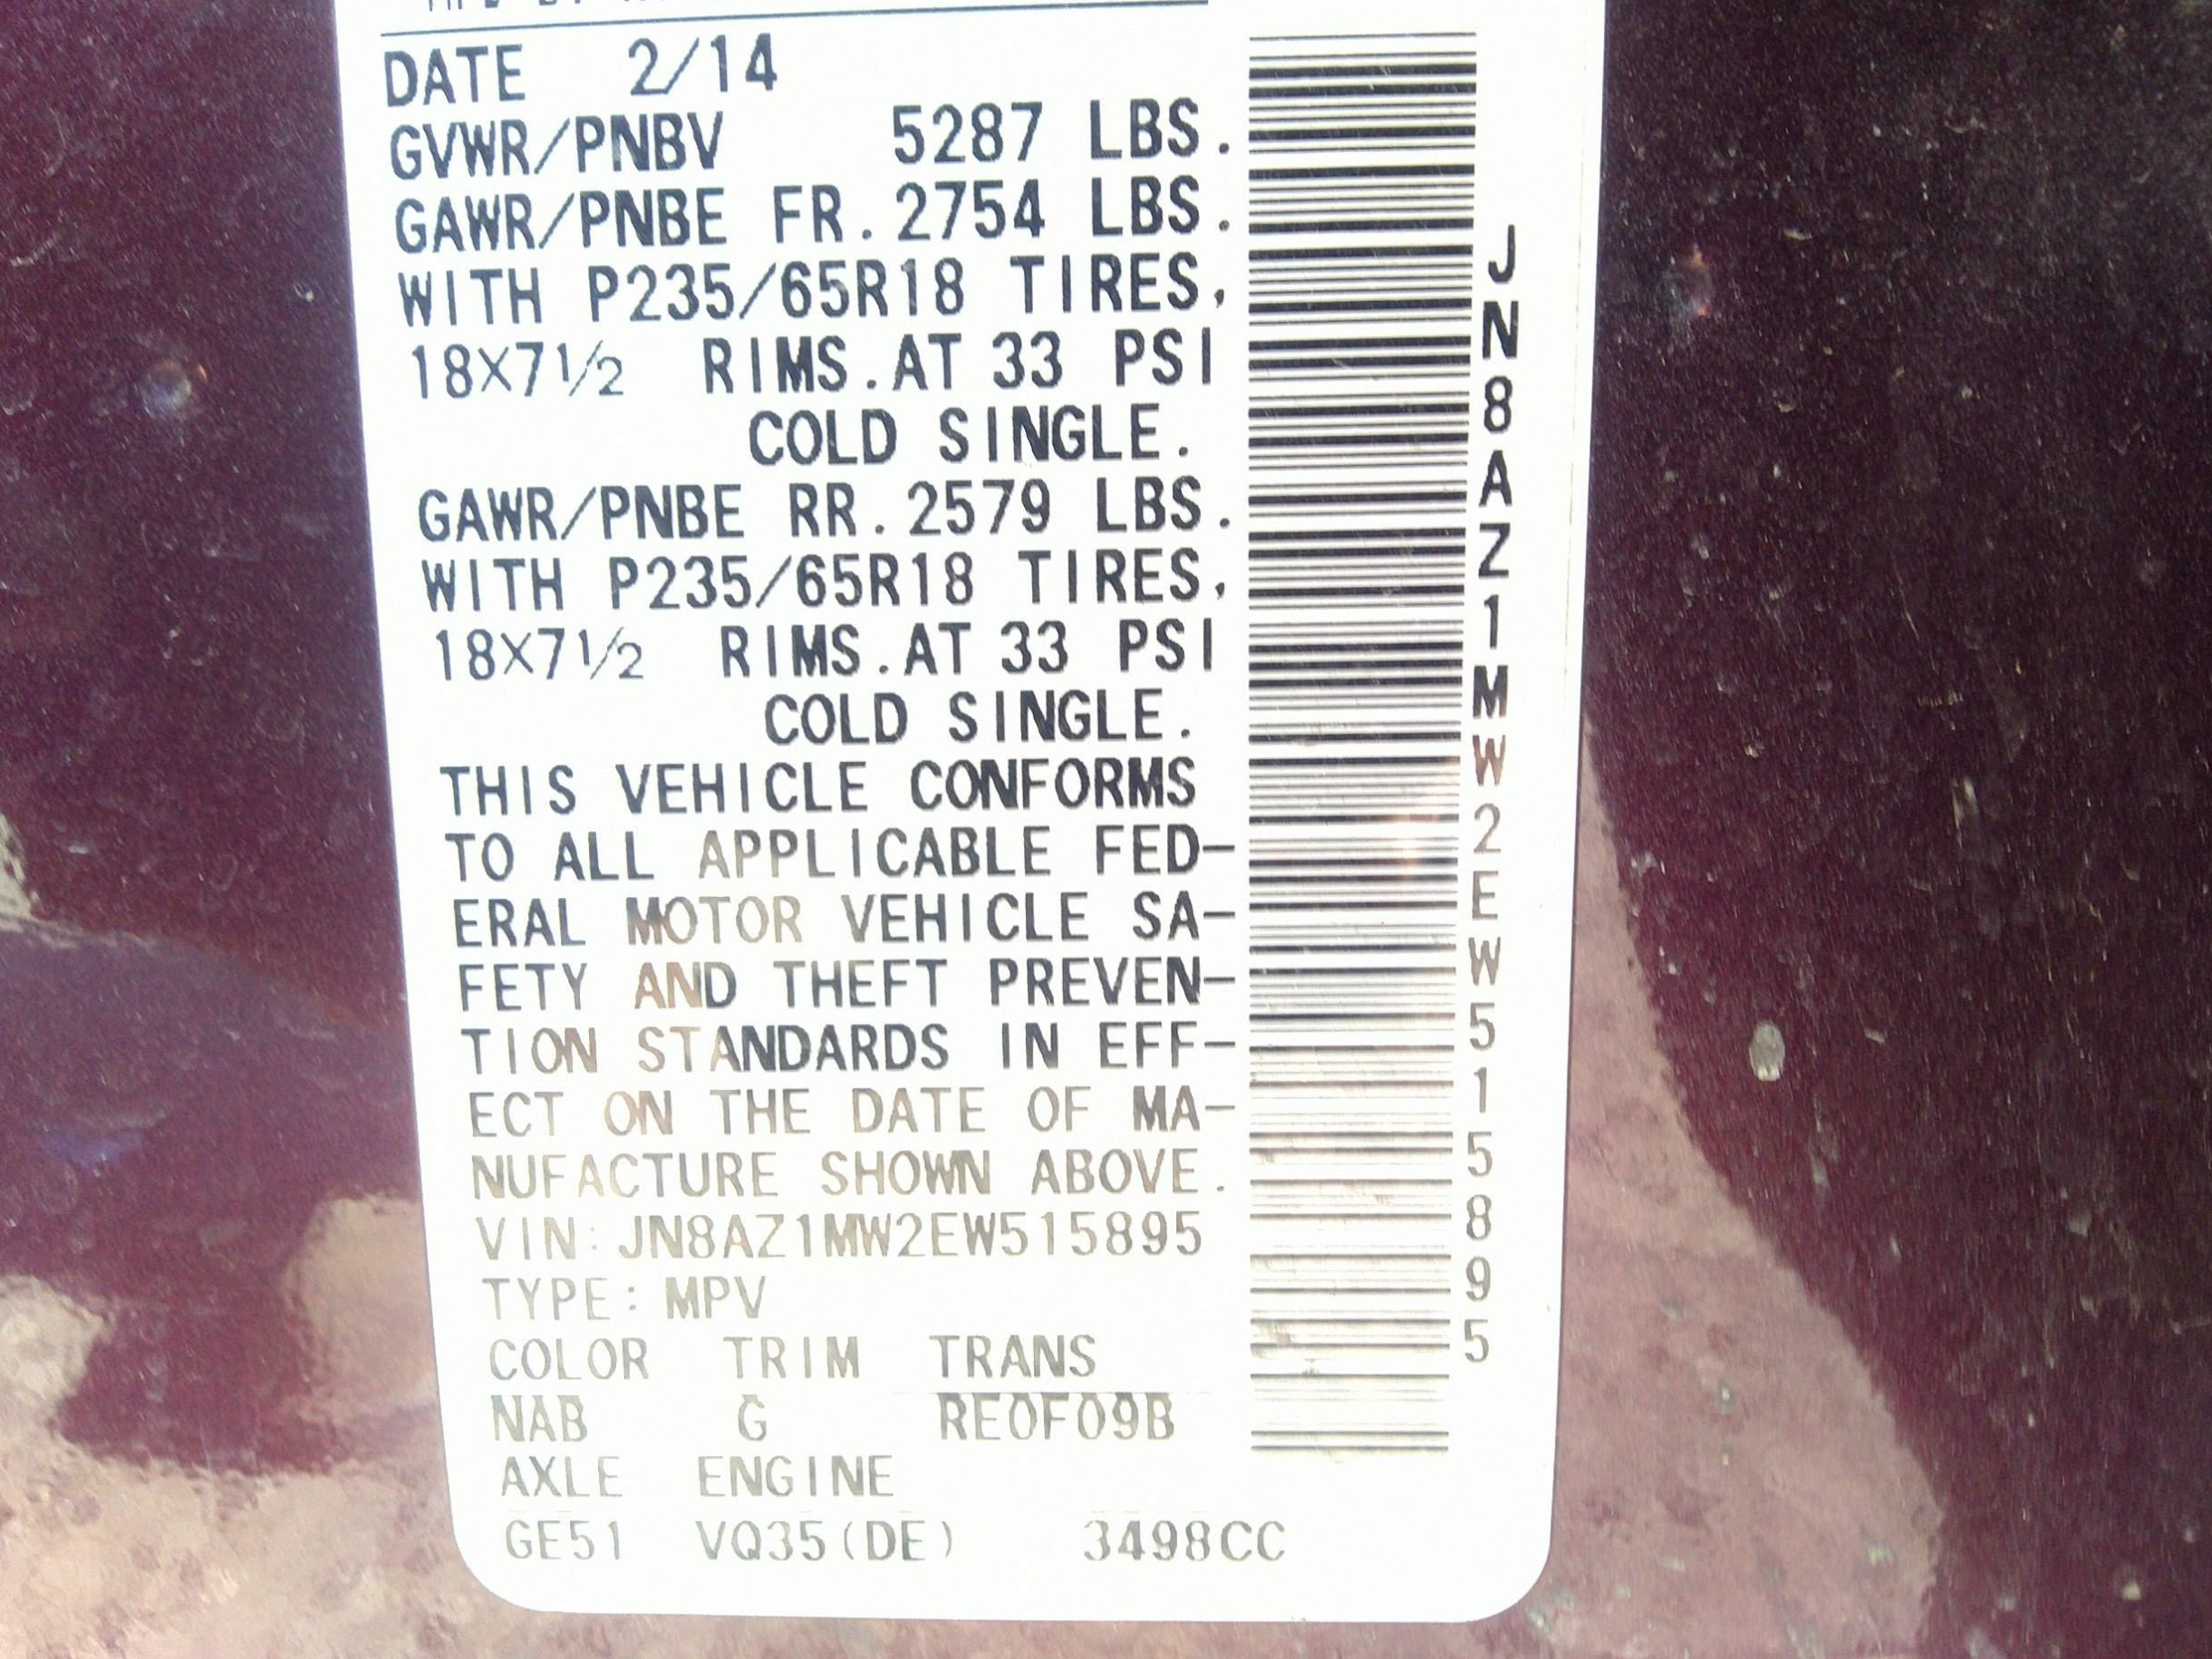 DATE 2/14
GVWR/PNBV 5287 LBS.
GAWR/PNBE FR. 2754 LBS.
WITH P235/65R18 TIRES,
18X7 1/2 RIMS. AT 33 PSI
COLD SINGLE.
GAWR/PNBE RR. 2579 LBS.
WITH P235/65R18 TIRES,
18X7 1/2 RIMS. AT 33 PSI
COLD SINGLE.
THIS VEHICLE CONFORMS
TO ALL APPLICABLE FED-
ERAL MOTOR VEHICLE SA-
FETY AND THEFT PREVEN-
TION STANDARDS IN EFF-
ECT ON THE DATE OF MA-
NUFACTURE SHOWN ABOVE.
VIN: JN8AZ1MW2EW515895
TYPE: MPV
COLOR TRIM TRANS
NAB G RE0F09B
AXLE ENGINE
GE51 VQ35(DE) 3498CC
JN8AZ1MW2EW515895